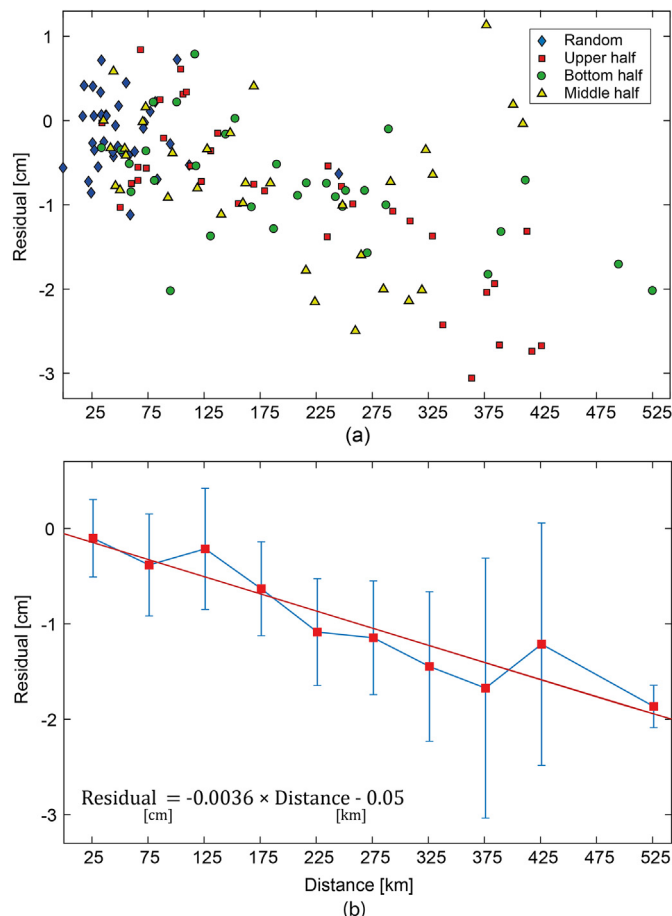 1
0
-1
-2
-3
Residual [cm]
Random
Upper half
Bottom half
Middle half
25 75 125 175 225 275 325 375 425 475 525
(a)
0
-1
-2
-3
Residual [cm]
Residual = -0.0036 × Distance - 0.05
[cm] [km]
25 75 125 175 225 275 325 375 425 475 525
Distance [km]
(b)